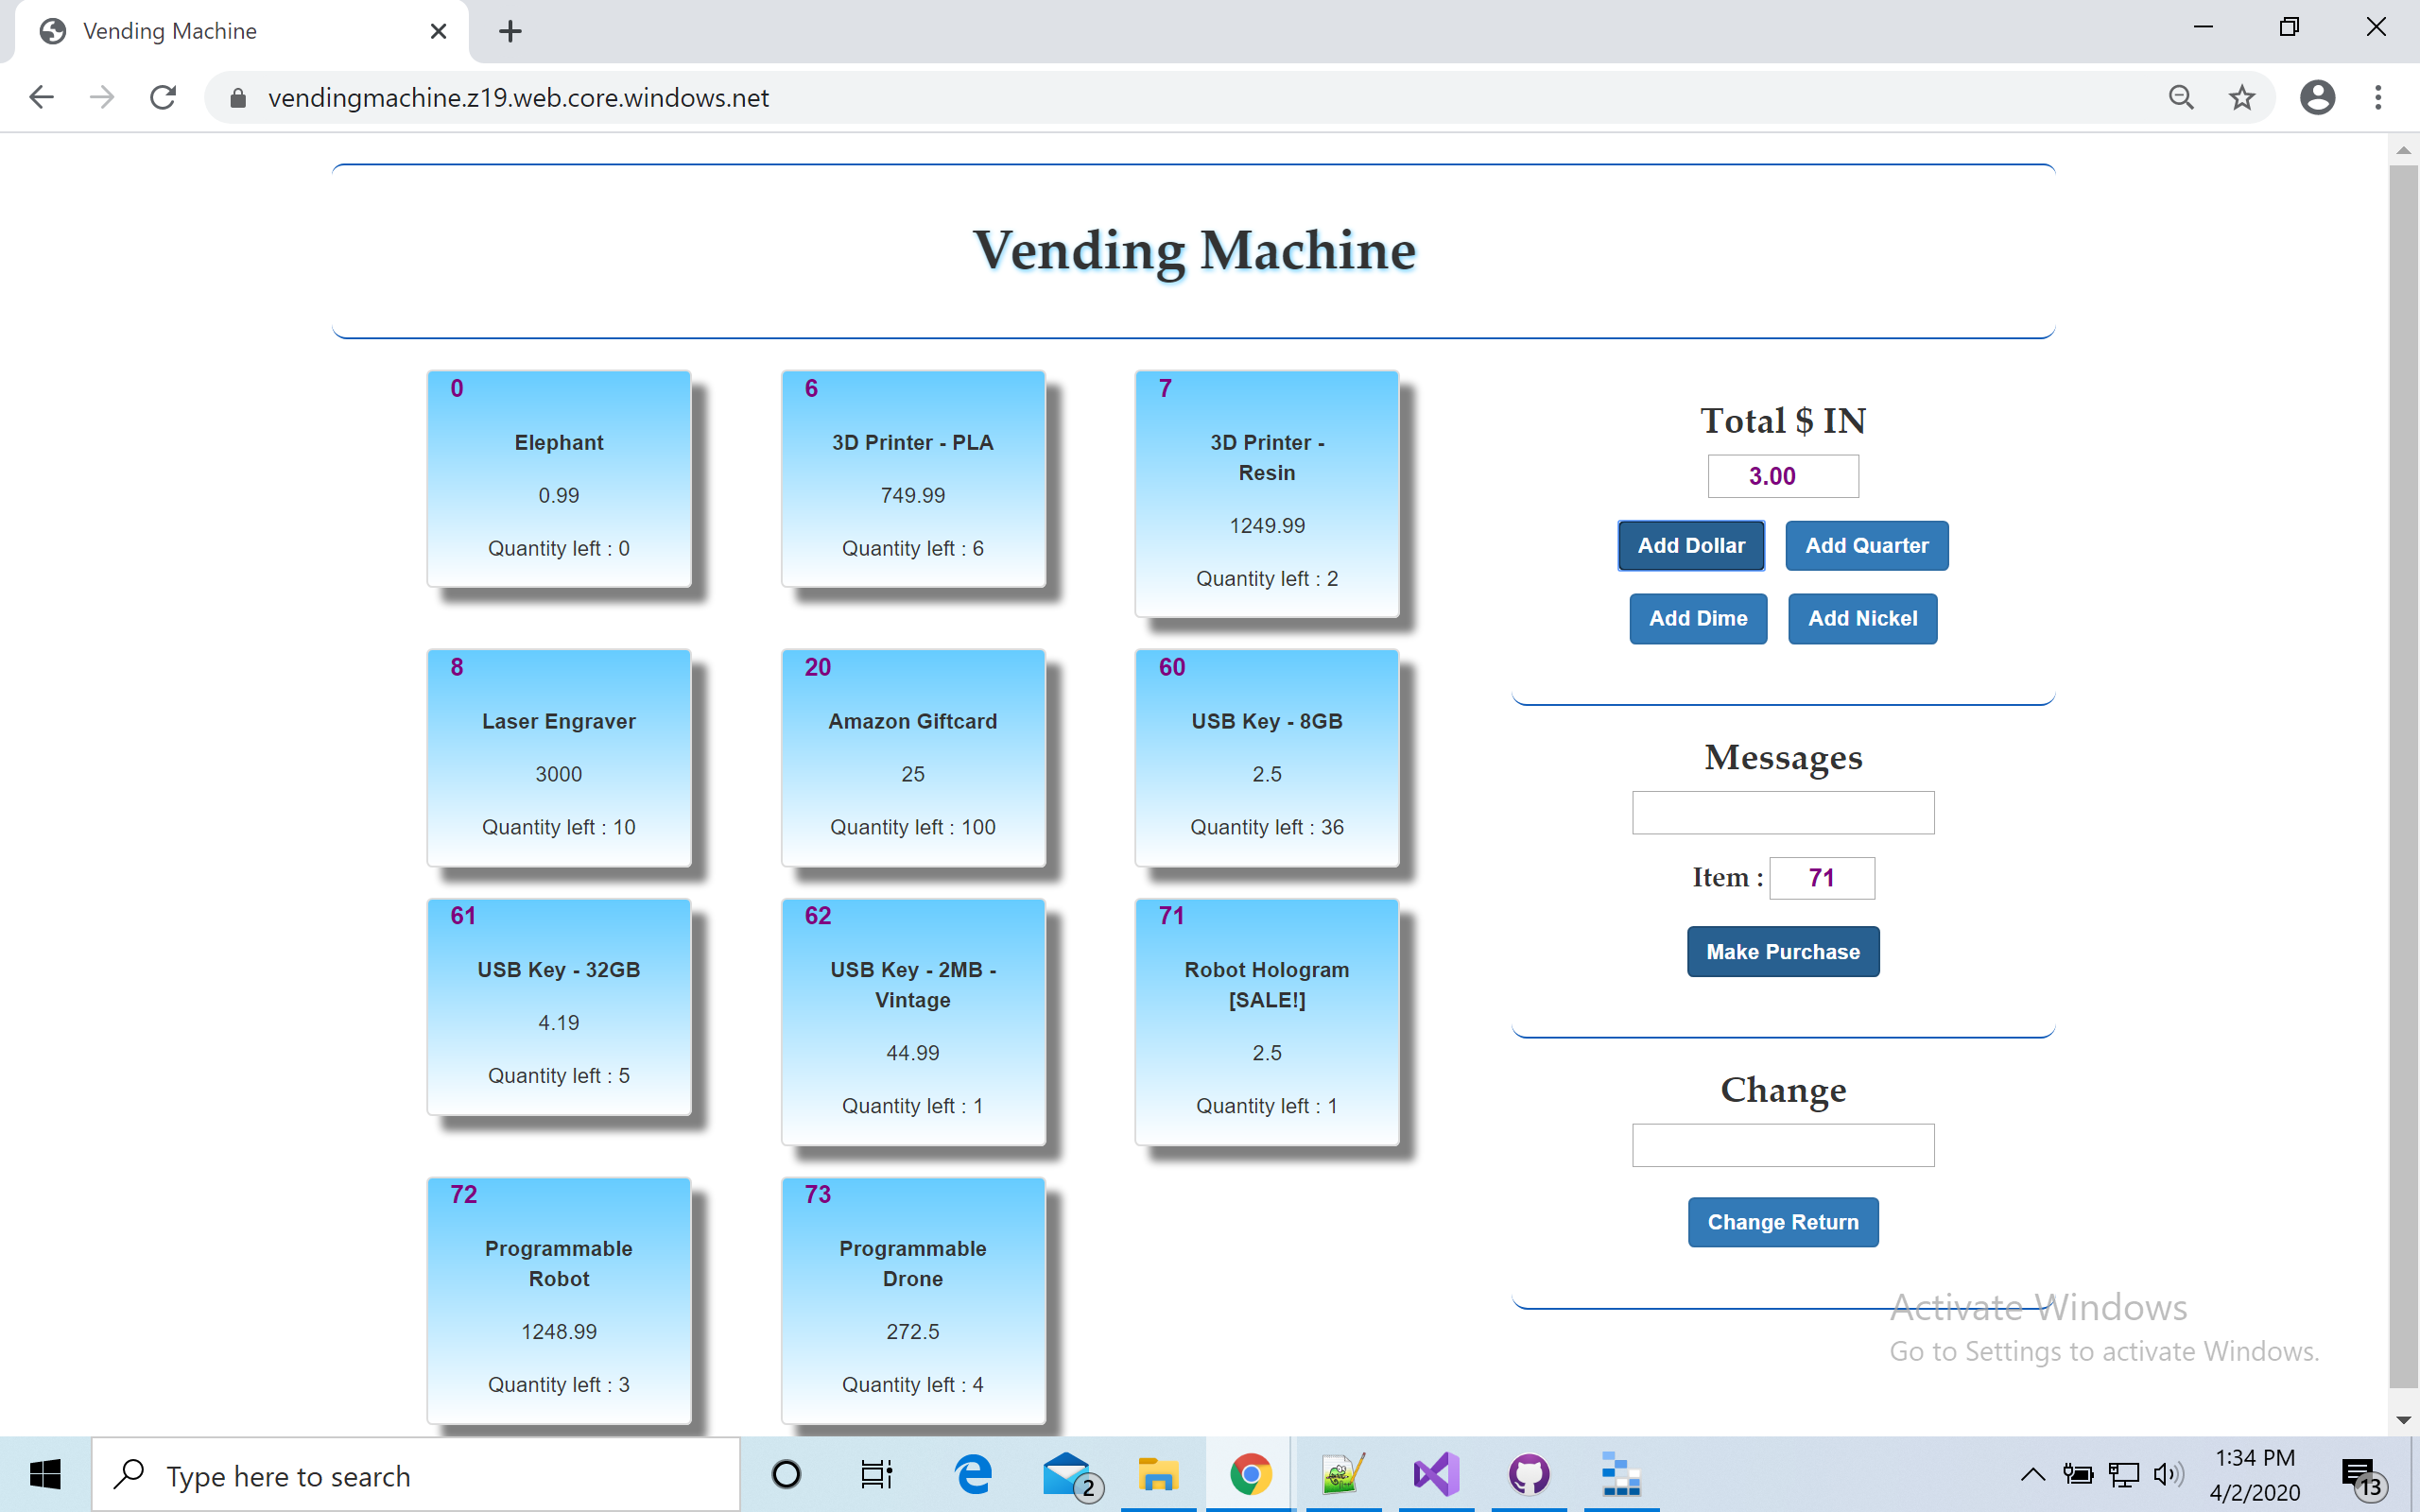 Vending Machine
vendingmachine.z19.web.core.windows.net
Vending Machine
0
Elephant
0.99
Quantity left : 0
6
3D Printer - PLA
749.99
Quantity left : 6
7
3D Printer -
Resin
1249.99
Quantity left : 2
8
Laser Engraver
3000
Quantity left : 10
20
Amazon Giftcard
25
Quantity left : 100
60
USB Key - 8GB
2.5
Quantity left : 36
61
USB Key - 32GB
4.19
Quantity left : 5
62
USB Key - 2MB -
Vintage
44.99
Quantity left : 1
71
Robot Hologram
[SALE!]
2.5
Quantity left : 1
72
Programmable
Robot
1248.99
Quantity left : 3
73
Programmable
Drone
272.5
Quantity left : 4
Total $ IN
3.00
Add Dollar Add Quarter
Add Dime Add Nickel
Messages
Item : 71
Make Purchase
Change
Change Return
Activate Windows
Go to Settings to activate Windows.
Type here to search
2
1:34 PM
4/2/2020
13